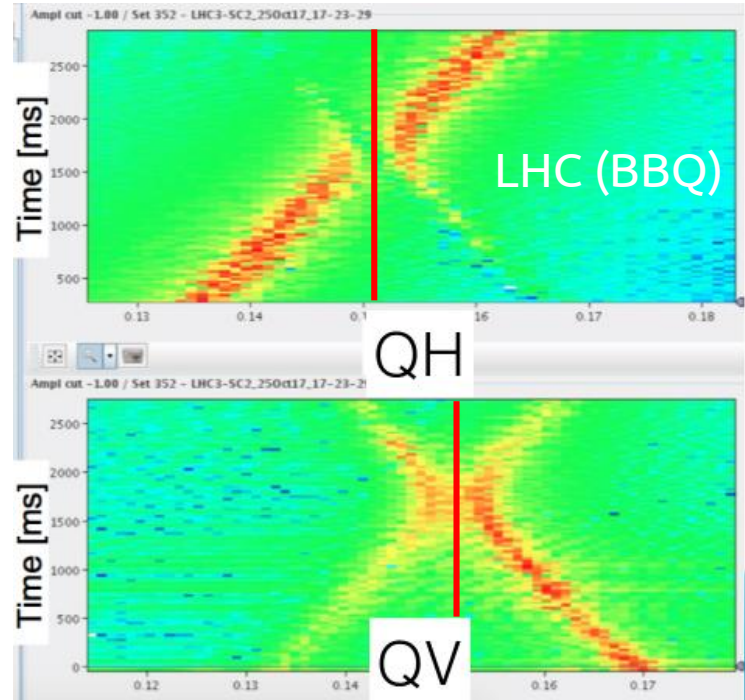 Ampl cut -1.00 / Set 352 - LHC3-SC2_25Oct17_17-23-29
Time [ms]
2500
2000
1500
1000
500
LHC (BBQ)
0.13 0.14 0.1 0.16 0.17 0.18
QH
Ampl cut -1.00 / Set 352 - LHC3-SC2_25Oct17_17-23-2
Time [ms]
2500
2000
1500
1000
500
0
0.12 0.13 0.14 0.16 0.17
QV